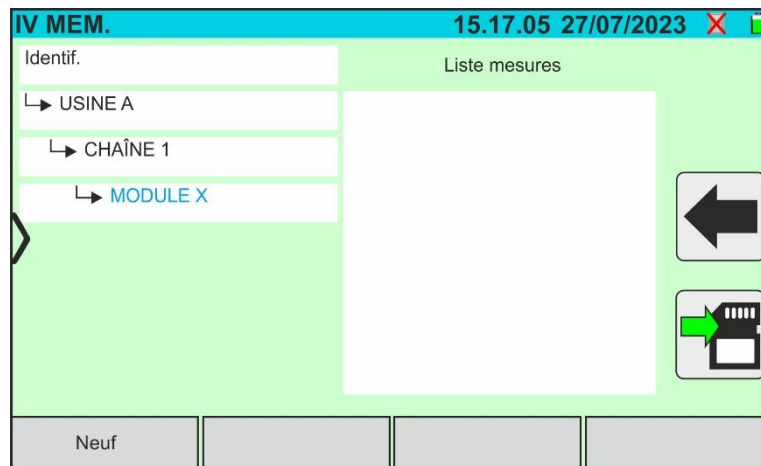 IV MEM. 15.17.05 27/07/2023
Identif.
Liste mesures
USINE A
CHAÎNE 1
MODULE X
Neuf